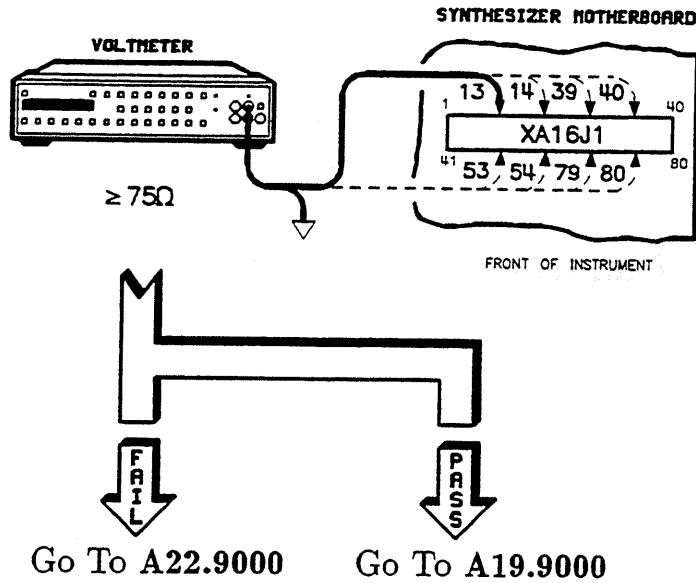 SYNTHESIZER MOTHERBOARD
VOLTMETER
13 14 39 40
1 40
XA16J1
41 80
53 54 79 80
≥ 75Ω
FRONT OF INSTRUMENT
FAIL
PASS
Go To A22.9000
Go To A19.9000